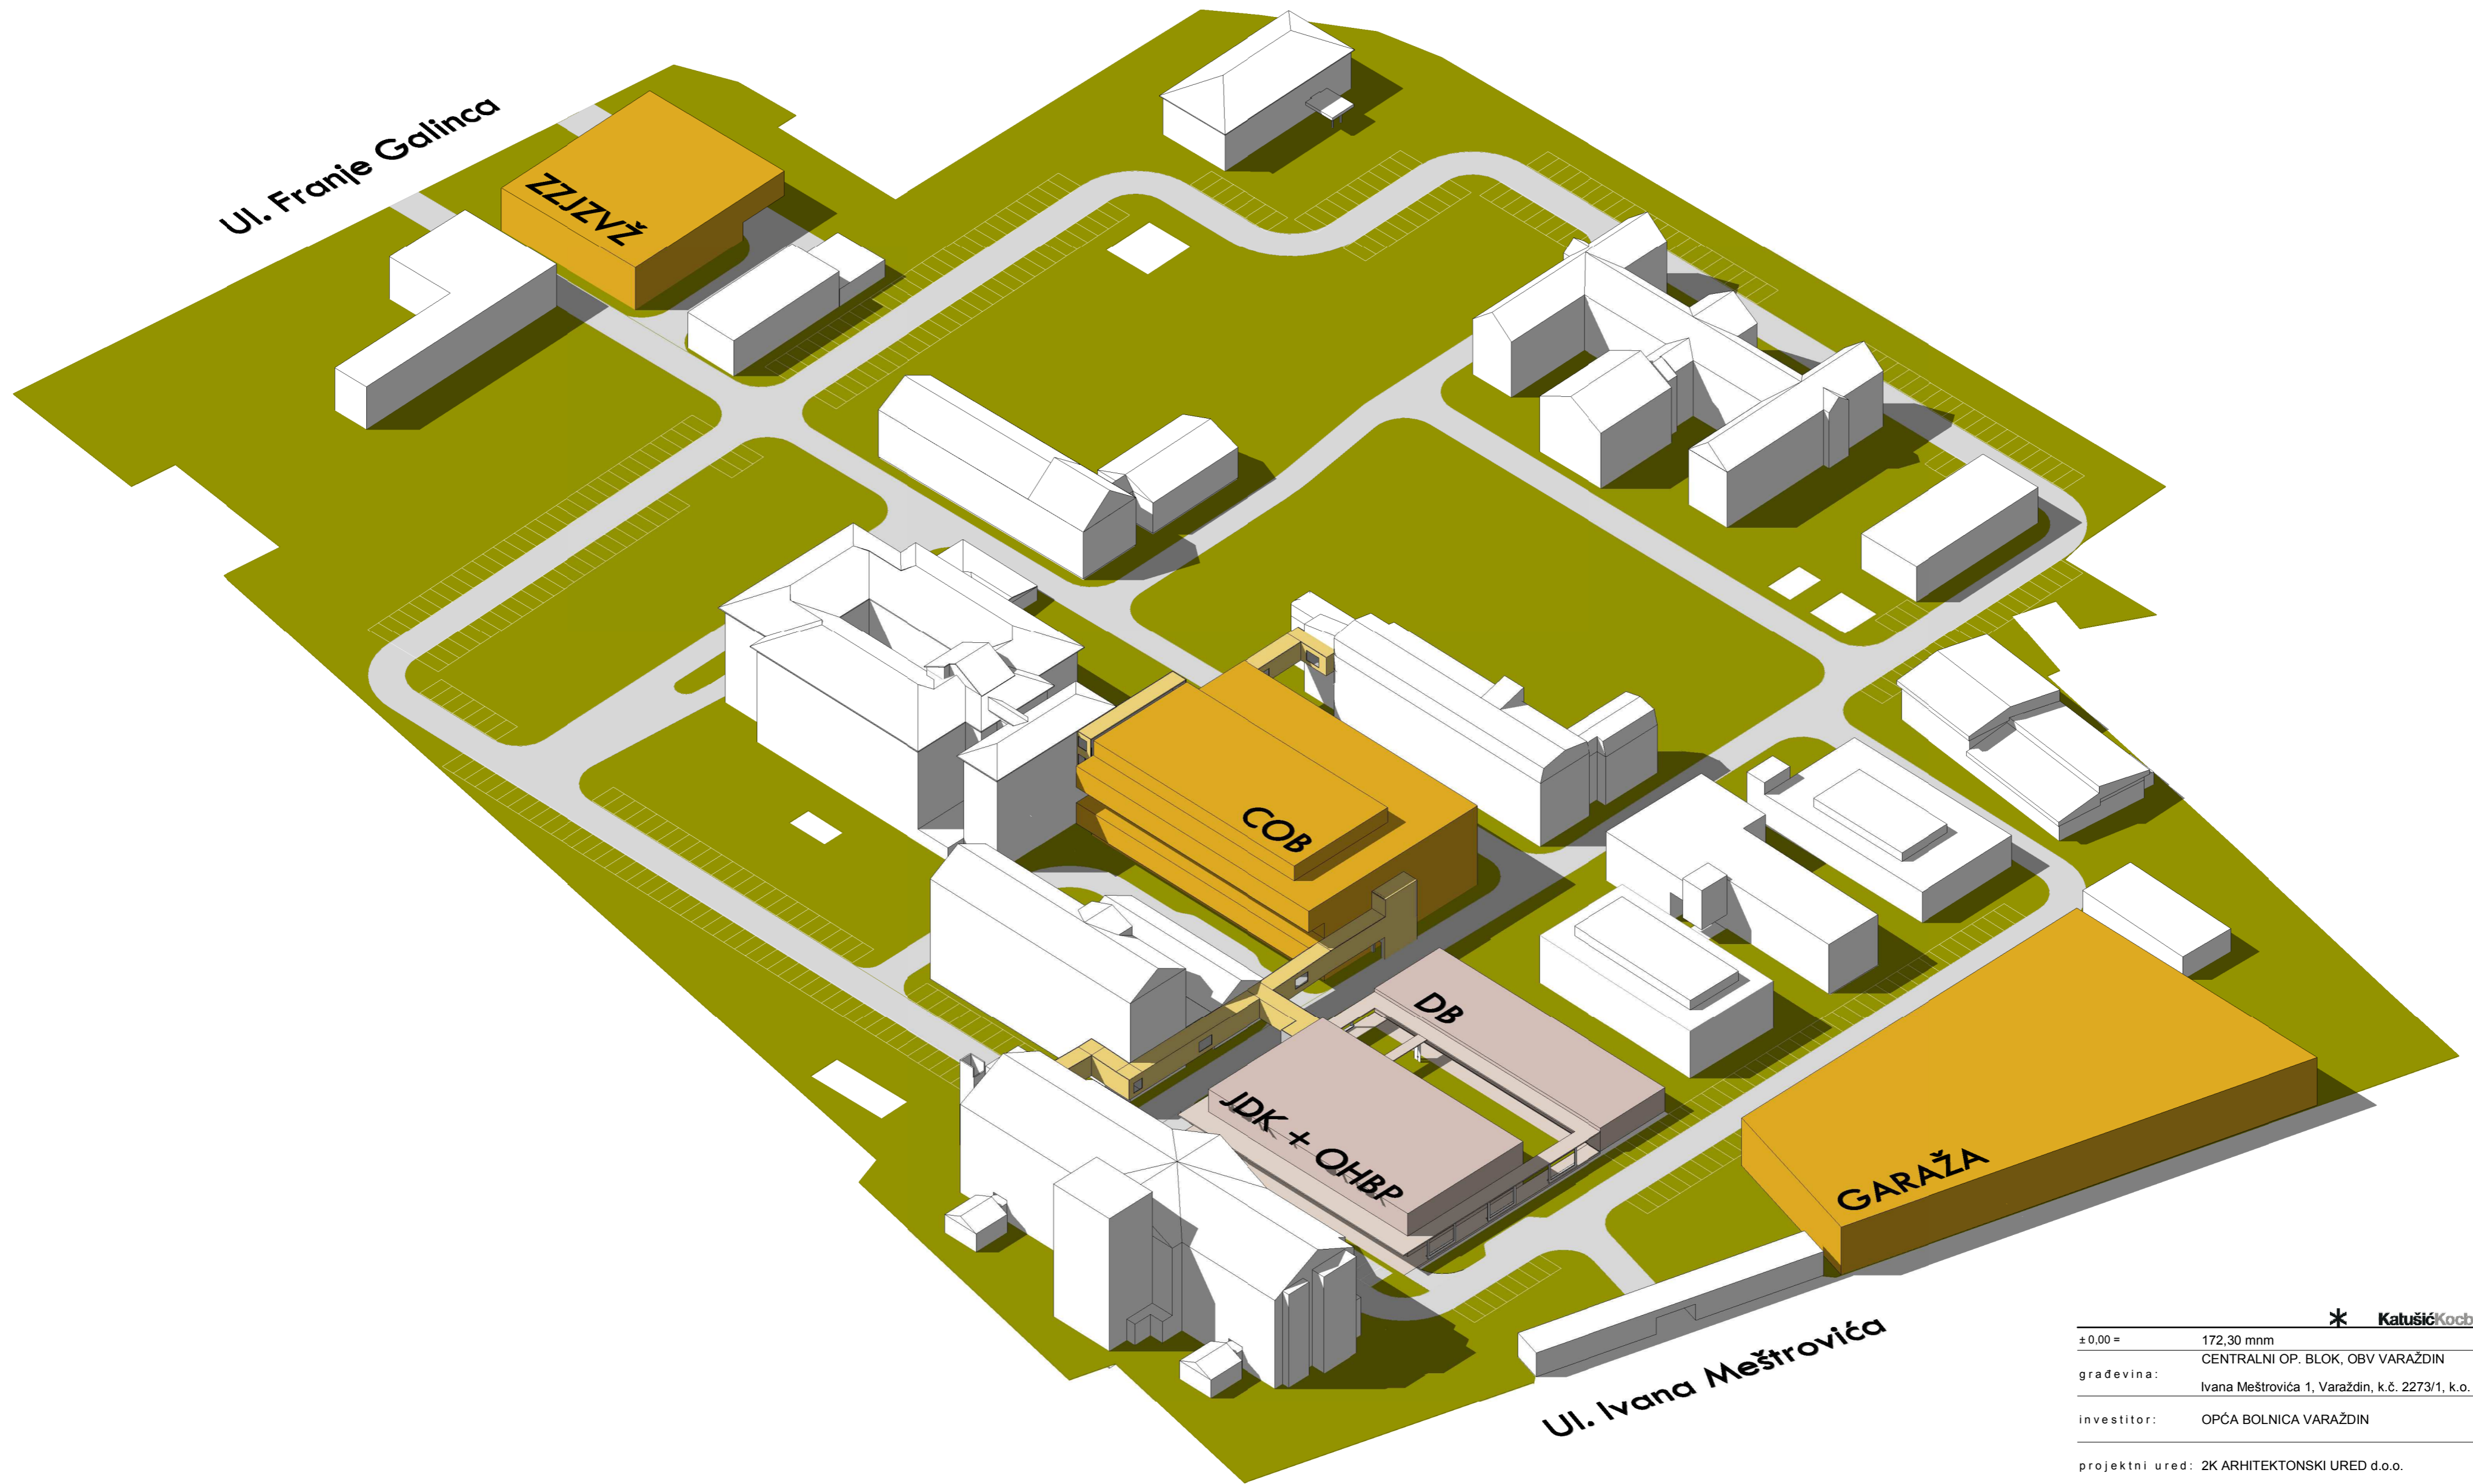 Ul. Franje Galinca
ZZJZVŽ
COB
DB
JDK + OHBP
GARAŽA
Ul. Ivana Meštrovića
KatušićKocb
± 0,00 = 172,30 mnm
građevina: CENTRALNI OP. BLOK, OBV VARAŽDIN
Ivana Meštrovića 1, Varaždin, k.č. 2273/1, k.o.
investitor: OPĆA BOLNICA VARAŽDIN
projektni ured: 2K ARHITEKTONSKI URED d.o.o.